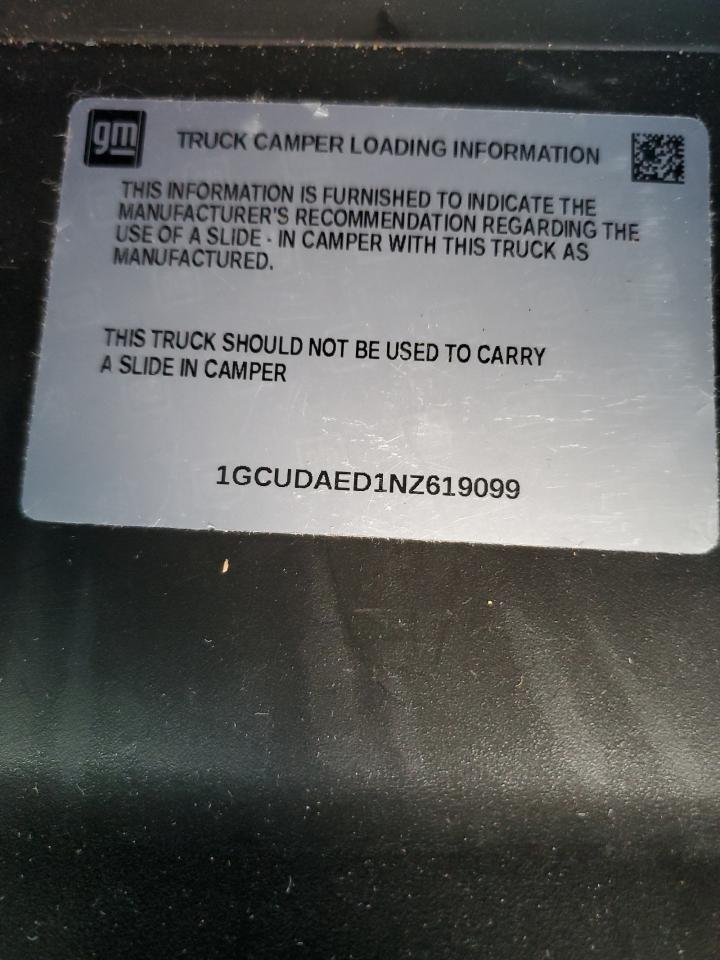 gm
TRUCK CAMPER LOADING INFORMATION
THIS INFORMATION IS FURNISHED TO INDICATE THE
MANUFACTURER'S RECOMMENDATION REGARDING THE
USE OF A SLIDE - IN CAMPER WITH THIS TRUCK AS
MANUFACTURED.
THIS TRUCK SHOULD NOT BE USED TO CARRY
A SLIDE IN CAMPER
1GCUDAED1NZ619099